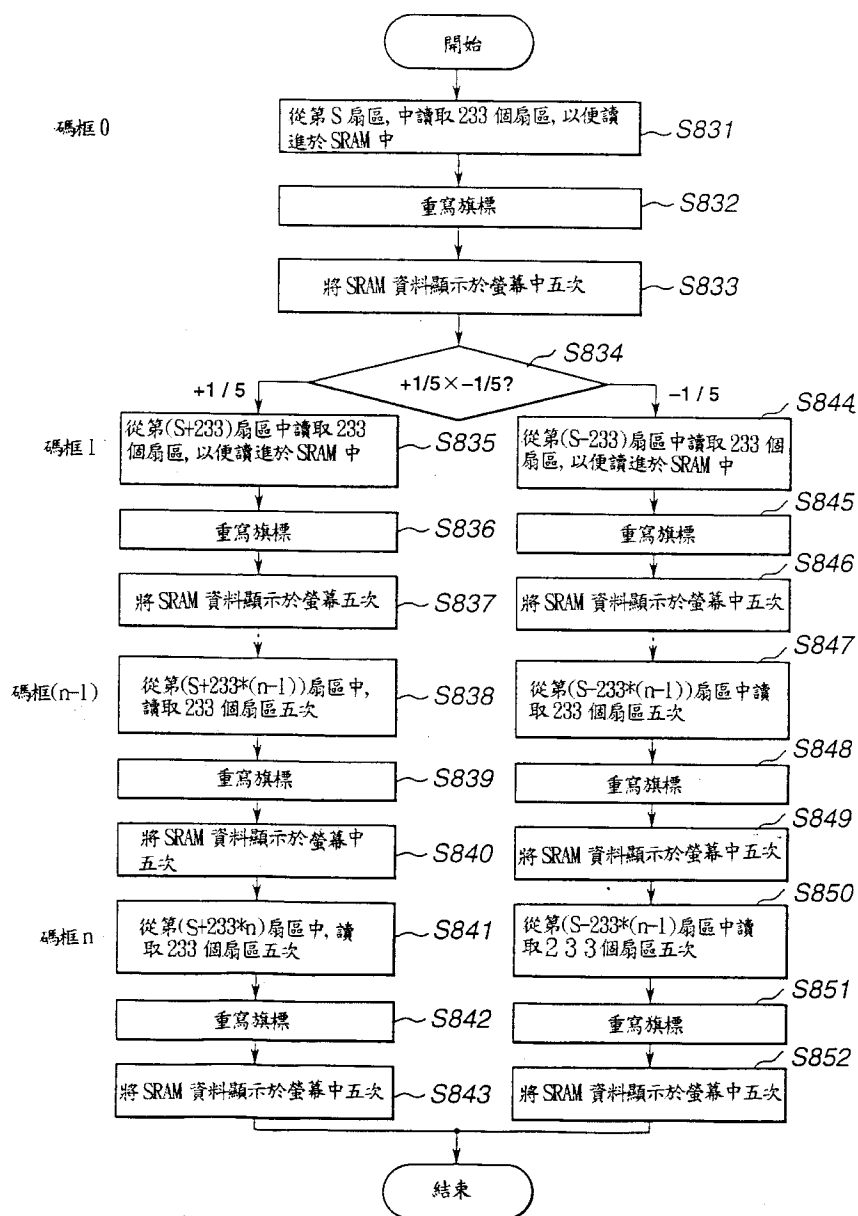 開始
碼框 0
從第 S 扇區, 中讀取 233 個扇區, 以便讀
進於 SRAM 中
S831
重寫旗標
S832
將 SRAM 資料顯示於螢幕中五次
S833
S834
+1/5×−1/5?
+1 / 5
−1 / 5
碼框 1
從第(S+233)扇區中讀取 233
個扇區, 以便讀進於 SRAM 中
S835
重寫旗標
S836
將 SRAM 資料顯示於螢幕五次
S837
碼框(n-1)
從第(S+233*(n-1))扇區中,
讀取 233 個扇區五次
S838
重寫旗標
S839
將 SRAM 資料顯示於螢幕中
五次
S840
碼框 n
從第(S+233*n)扇區中, 讀
取 233 個扇區五次
S841
重寫旗標
S842
將 SRAM 資料顯示於螢幕中五次
S843
S844
從第(S-233)扇區中讀取 233 個
扇區, 以便讀進於 SRAM 中
S845
重寫旗標
S846
將 SRAM 資料顯示於螢幕中五次
S847
從第(S-233*(n-1))扇區中讀
取 233 個扇區五次
S848
重寫旗標
S849
將 SRAM 資料顯示於螢幕中五次
S850
從第(S-233*(n-1)扇區中讀
取２３３個扇區五次
S851
重寫旗標
S852
將 SRAM 資料顯示於螢幕中五次
結束